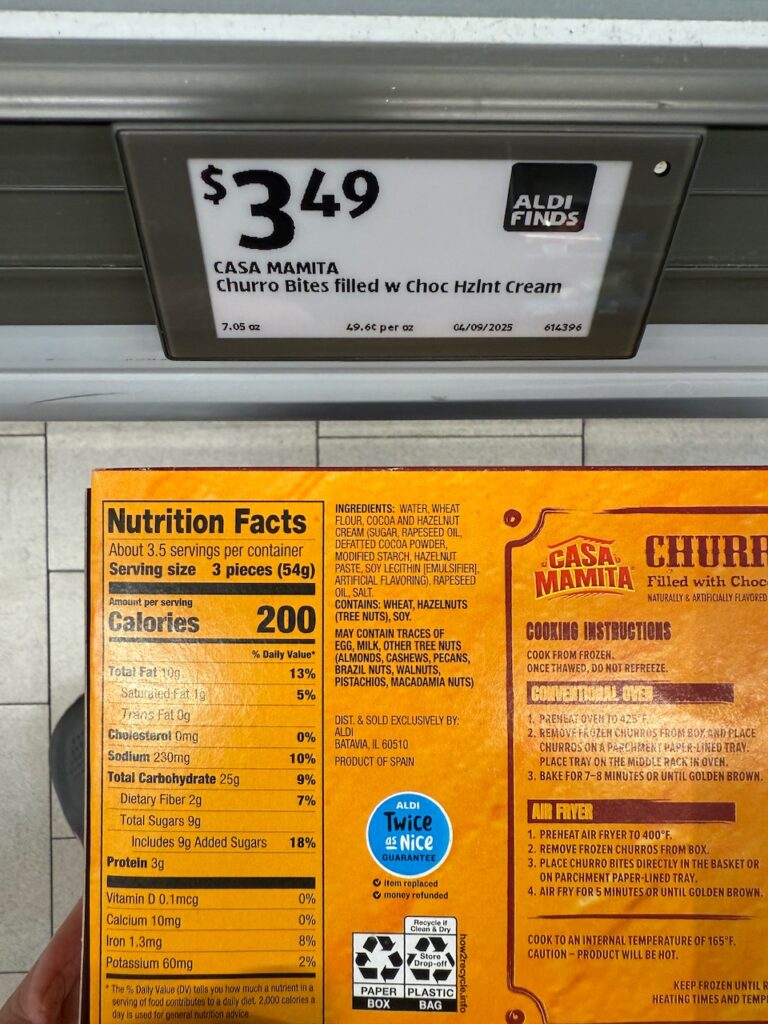 $3.49
ALDI
FINDS
CASA MAMITA
Churro Bites filled w Choc Hzlnt Cream
7.05 oz 49.6¢ per oz 04/09/2025 614396
Nutrition Facts
About 3.5 servings per container
Serving size 3 pieces (54g)
Amount per serving
Calories 200
% Daily Value*
Total Fat 10g 13%
Saturated Fat 1g 5%
Trans Fat 0g
Cholesterol 0mg 0%
Sodium 230mg 10%
Total Carbohydrate 25g 9%
Dietary Fiber 2g 7%
Total Sugars 9g
Includes 9g Added Sugars 18%
Protein 3g
Vitamin D 0.1mcg 0%
Calcium 10mg 0%
Iron 1.3mg 8%
Potassium 60mg 2%
* The % Daily Value (DV) tells you how much a nutrient in a
serving of food contributes to a daily diet. 2,000 calories a
day is used for general nutrition advice.
INGREDIENTS: WATER, WHEAT
FLOUR, COCOA AND HAZELNUT
CREAM (SUGAR, RAPESEED OIL,
DEFATTED COCOA POWDER,
MODIFIED STARCH, HAZELNUT
PASTE, SOY LECITHIN [EMULSIFIER],
ARTIFICIAL FLAVORING), RAPESEED
OIL, SALT.
CONTAINS: WHEAT, HAZELNUTS
(TREE NUTS), SOY.
MAY CONTAIN TRACES OF
EGG, MILK, OTHER TREE NUTS
(ALMONDS, CASHEWS, PECANS,
BRAZIL NUTS, WALNUTS,
PISTACHIOS, MACADAMIA NUTS)
DIST. & SOLD EXCLUSIVELY BY:
ALDI
BATAVIA, IL 60510
PRODUCT OF SPAIN
ALDI
Twice
as Nice
GUARANTEE
item replaced
money refunded
Recycle if
Clean & Dry
Store
Drop-off
PAPER
BOX
PLASTIC
BAG
how2recycle.info
CASA
MAMITA
CHURR
Filled with Choc
NATURALLY & ARTIFICIALLY FLAVORED
COOKING INSTRUCTIONS
COOK FROM FROZEN.
ONCE THAWED, DO NOT REFREEZE.
CONVENTIONAL OVEN
1. PREHEAT OVEN TO 425°F.
2. REMOVE FROZEN CHURROS FROM BOX AND PLACE
CHURROS ON A PARCHMENT PAPER-LINED TRAY.
PLACE TRAY ON THE MIDDLE RACK IN OVEN.
3. BAKE FOR 7–8 MINUTES OR UNTIL GOLDEN BROWN.
AIR FRYER
1. PREHEAT AIR FRYER TO 400°F.
2. REMOVE FROZEN CHURROS FROM BOX.
3. PLACE CHURRO BITES DIRECTLY IN THE BASKET OR
ON PARCHMENT PAPER-LINED TRAY.
4. AIR FRY FOR 5 MINUTES OR UNTIL GOLDEN BROWN.
COOK TO AN INTERNAL TEMPERATURE OF 165°F.
CAUTION – PRODUCT WILL BE HOT.
KEEP FROZEN UNTIL R
HEATING TIMES AND TEMP